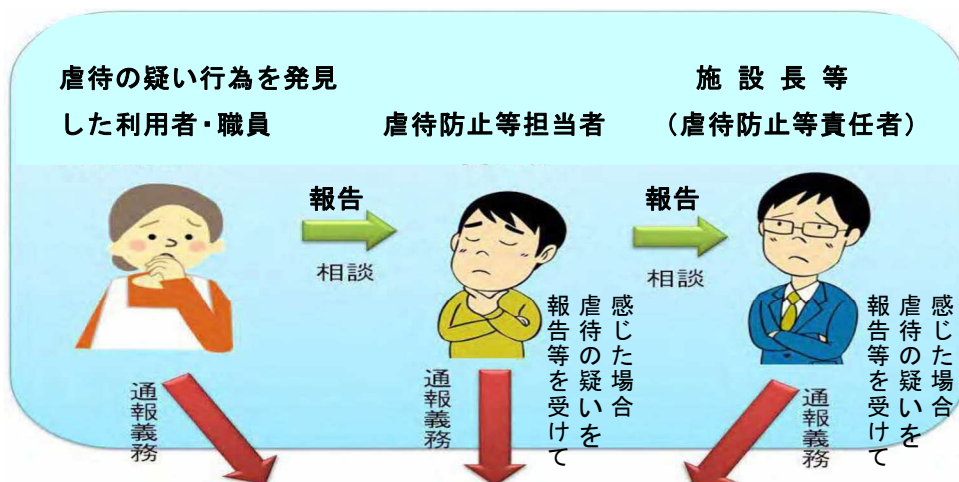 虐待の疑い行為を発見
した利用者・職員
虐待防止等担当者
施設長等
(虐待防止等責任者)
報告
相談
報告
相談
通報義務
通報義務
感じた場合
虐待の疑いを
報告等を受けて
通報義務
感じた場合
虐待の疑いを
報告等を受けて